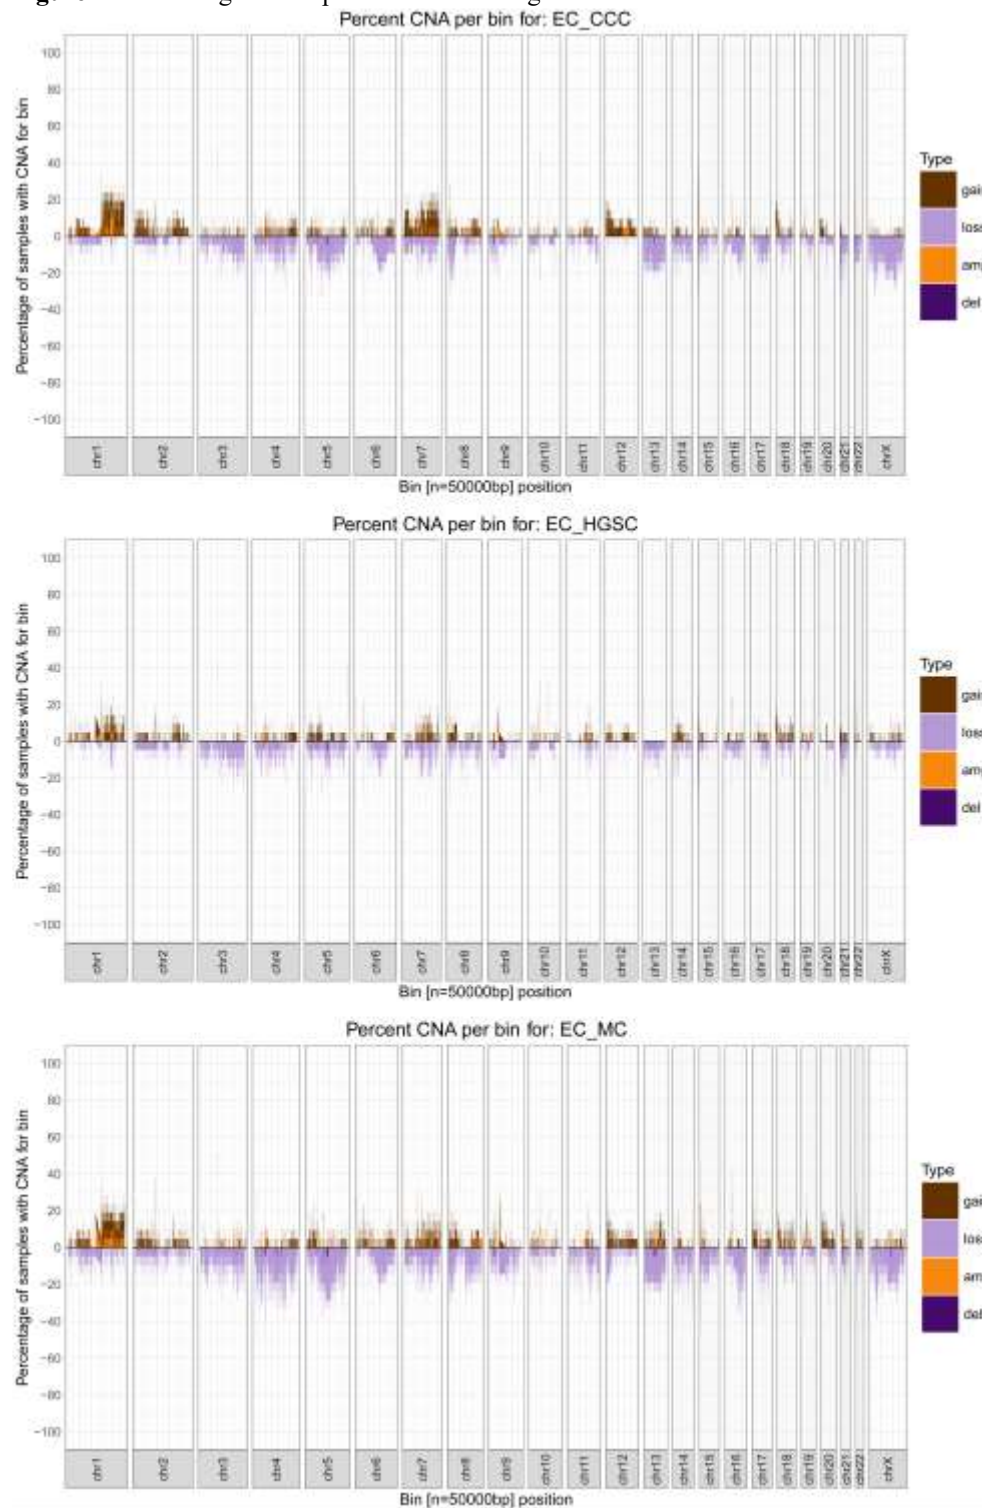 Percent CNA per bin for: EC_CCC
Percentage of samples with CNA for bin
100
80
60
40
20
0
−20
−40
−60
−80
−100
chr1 chr2 chr3 chr4 chr5 chr6 chr7 chr8 chr9 chr10 chr11 chr12 chr13 chr14 chr15 chr16 chr17 chr18 chr19 chr20 chr21 chr22 chrX
Bin [n=50000bp] position
Type
loss
del
Percent CNA per bin for: EC_HGSC
Percentage of samples with CNA for bin
100
80
60
40
20
0
−20
−40
−60
−80
−100
chr1 chr2 chr3 chr4 chr5 chr6 chr7 chr8 chr9 chr10 chr11 chr12 chr13 chr14 chr15 chr16 chr17 chr18 chr19 chr20 chr21 chr22 chrX
Bin [n=50000bp] position
Type
loss
del
Percent CNA per bin for: EC_MC
Percentage of samples with CNA for bin
100
80
60
40
20
0
−20
−40
−60
−80
−100
chr1 chr2 chr3 chr4 chr5 chr6 chr7 chr8 chr9 chr10 chr11 chr12 chr13 chr14 chr15 chr16 chr17 chr18 chr19 chr20 chr21 chr22 chrX
Bin [n=50000bp] position
Type
del